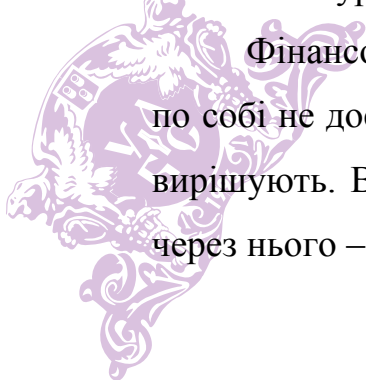 Фінансо
по собі не дос
вирішують. В
через нього –